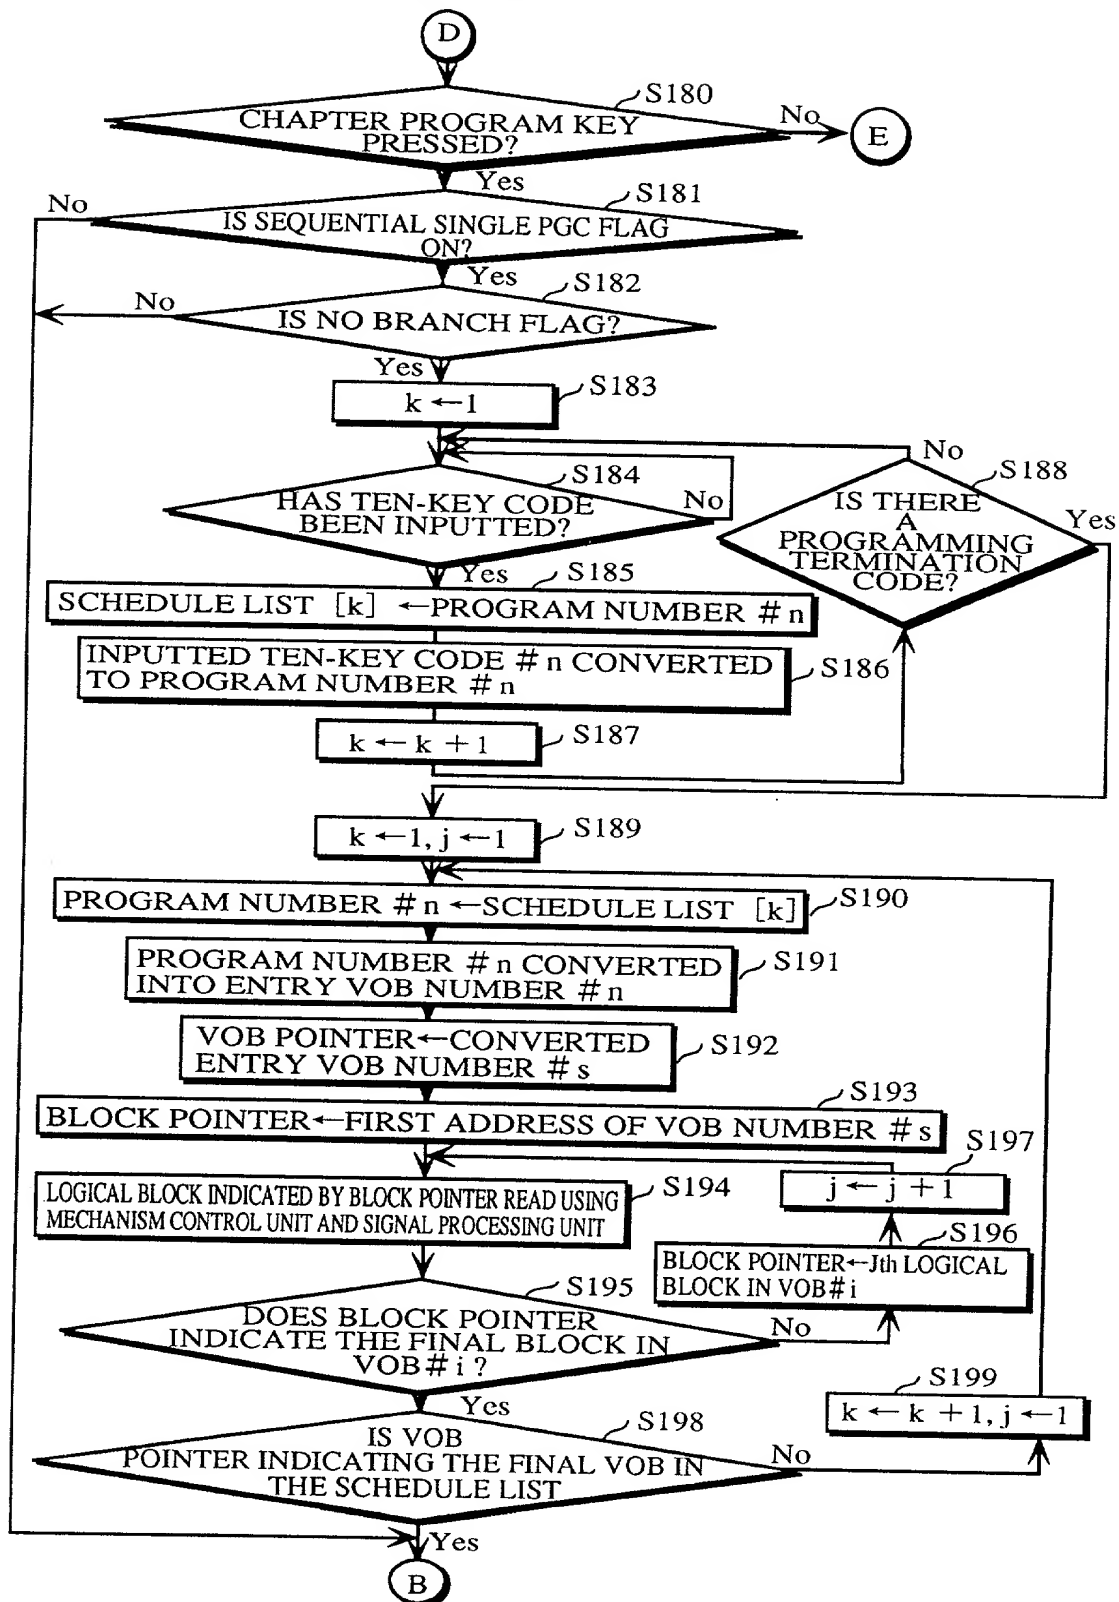 D
S180
CHAPTER PROGRAM KEY
PRESSED?
No
E
Yes
S181
No
IS SEQUENTIAL SINGLE PGC FLAG
ON?
Yes
S182
No
IS NO BRANCH FLAG?
Yes
S183
k ←1
No
S188
S184
HAS TEN-KEY CODE
BEEN INPUTTED?
No
IS THERE
A
PROGRAMMING
TERMINATION
CODE?
Yes
Yes
S185
SCHEDULE LIST [k] ←PROGRAM NUMBER #n
INPUTTED TEN-KEY CODE #n CONVERTED
TO PROGRAM NUMBER #n
S186
k ← k + 1
S187
k ←1, j ←1
S189
PROGRAM NUMBER #n ←SCHEDULE LIST [k]
S190
PROGRAM NUMBER #n CONVERTED
INTO ENTRY VOB NUMBER #n
S191
VOB POINTER←CONVERTED
ENTRY VOB NUMBER #s
S192
S193
BLOCK POINTER←FIRST ADDRESS OF VOB NUMBER #s
S197
j ← j + 1
LOGICAL BLOCK INDICATED BY BLOCK POINTER READ USING
MECHANISM CONTROL UNIT AND SIGNAL PROCESSING UNIT
S194
S196
BLOCK POINTER←Jth LOGICAL
BLOCK IN VOB#i
S195
DOES BLOCK POINTER
INDICATE THE FINAL BLOCK IN
VOB#i ?
No
Yes
S199
k ← k + 1, j ←1
S198
IS VOB
POINTER INDICATING THE FINAL VOB IN
THE SCHEDULE LIST
No
Yes
B